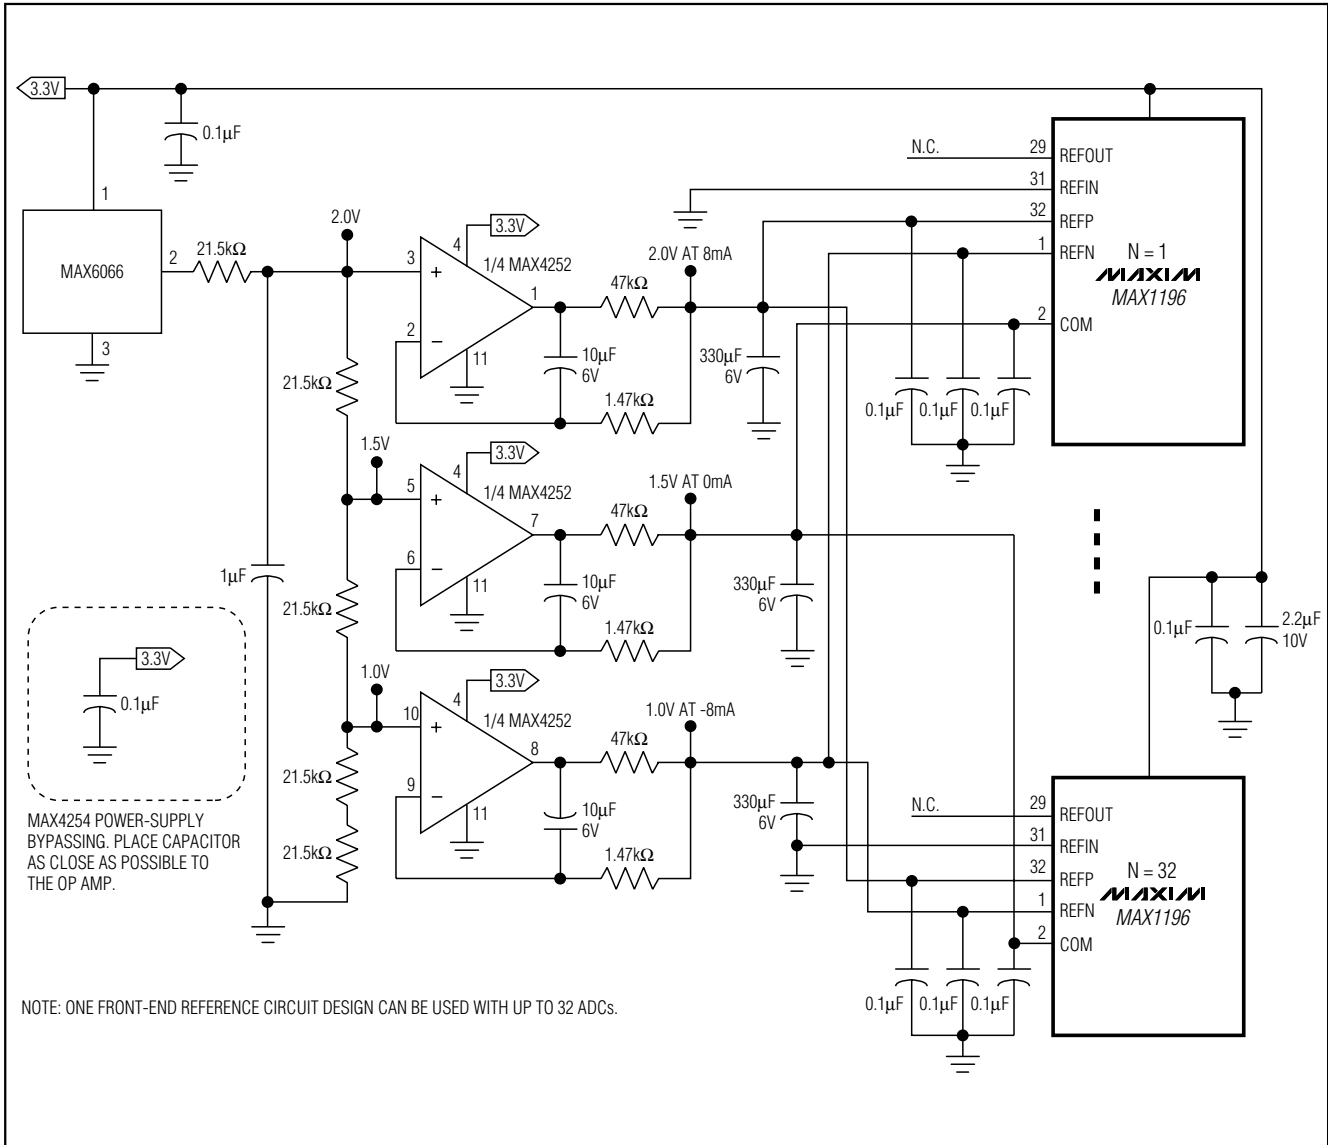 3.3V
0.1µF
1
MAX6066
2
3
21.5kΩ
2.0V
3
4
3.3V
1/4 MAX4252
+
1
2
−
11
47kΩ
10µF
6V
1.47kΩ
2.0V AT 8mA
330µF
6V
21.5kΩ
1.5V
5
4
3.3V
1/4 MAX4252
+
7
6
−
11
47kΩ
10µF
6V
1.47kΩ
1.5V AT 0mA
330µF
6V
1µF
21.5kΩ
1.0V
10
4
3.3V
1/4 MAX4252
+
8
9
−
11
47kΩ
10µF
6V
1.47kΩ
1.0V AT -8mA
330µF
6V
21.5kΩ
21.5kΩ
3.3V
0.1µF
MAX4254 POWER-SUPPLY
BYPASSING. PLACE CAPACITOR
AS CLOSE AS POSSIBLE TO
THE OP AMP.
N.C.
29 REFOUT
31 REFIN
32 REFP
1 REFN
2 COM
N = 1
MAXIM
MAX1196
0.1µF 0.1µF 0.1µF
0.1µF
2.2µF
10V
N.C.
29 REFOUT
31 REFIN
32 REFP
1 REFN
2 COM
N = 32
MAXIM
MAX1196
0.1µF 0.1µF 0.1µF
NOTE: ONE FRONT-END REFERENCE CIRCUIT DESIGN CAN BE USED WITH UP TO 32 ADCs.